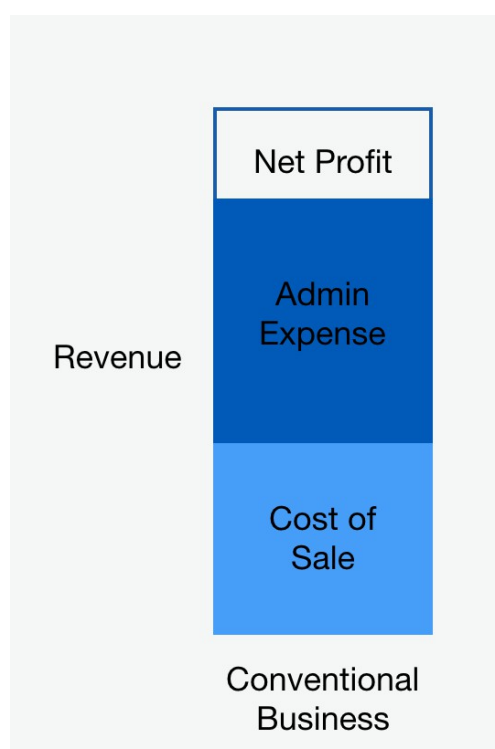 Net Profit
Admin
Expense
Revenue
Cost of
Sale
Conventional
Business